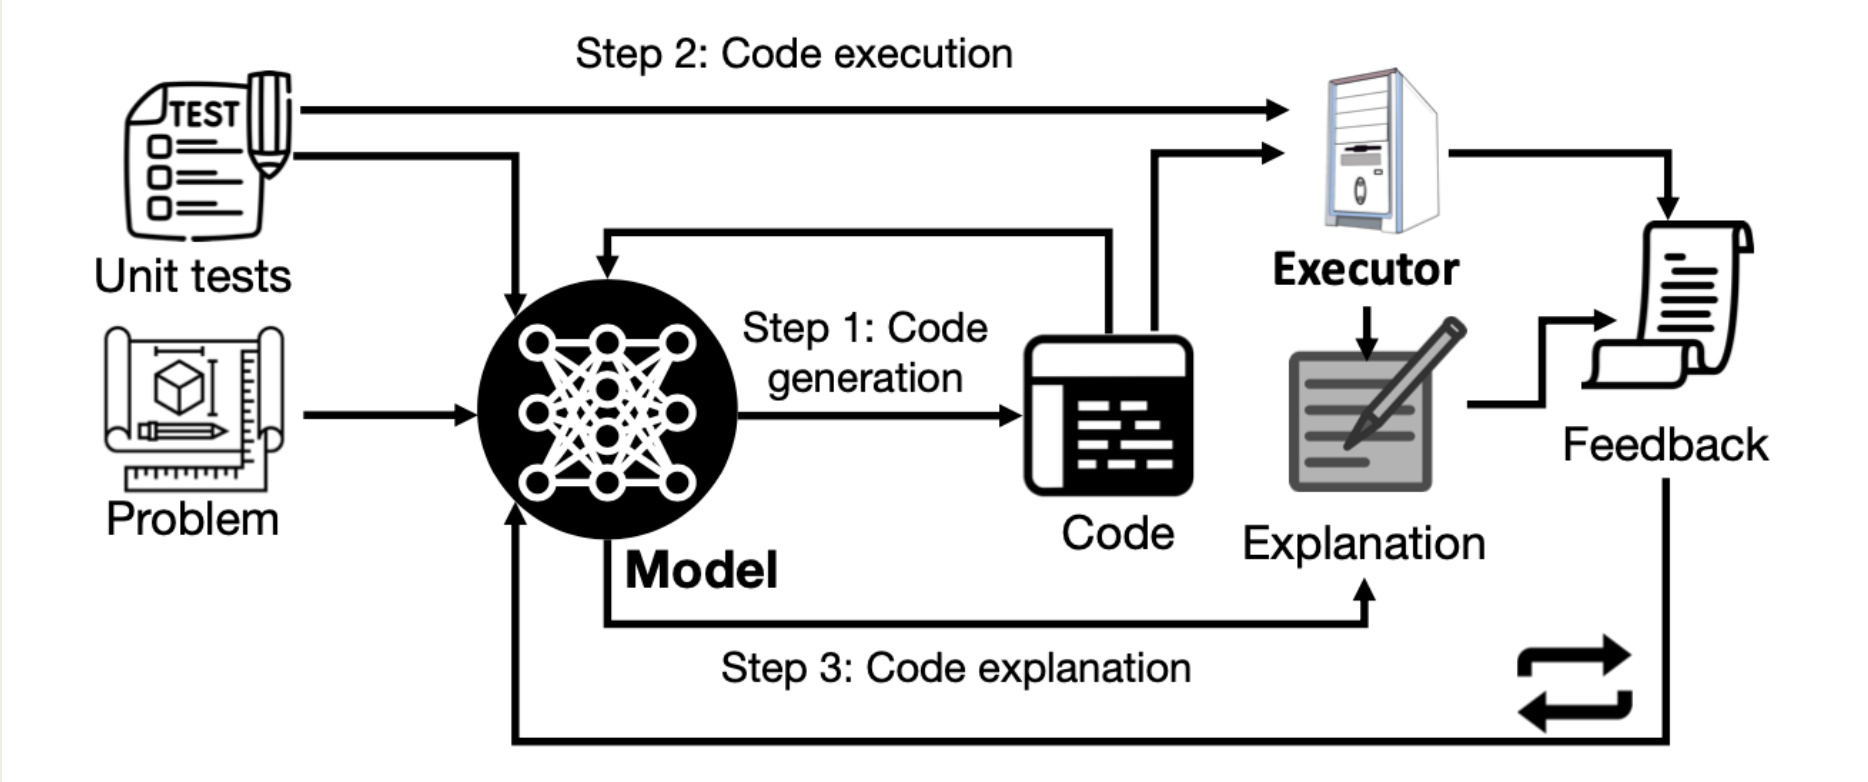 Step 2: Code execution
TEST
Unit tests
Executor
Step 1: Code
generation
Feedback
Problem
Code
Explanation
Model
Step 3: Code explanation